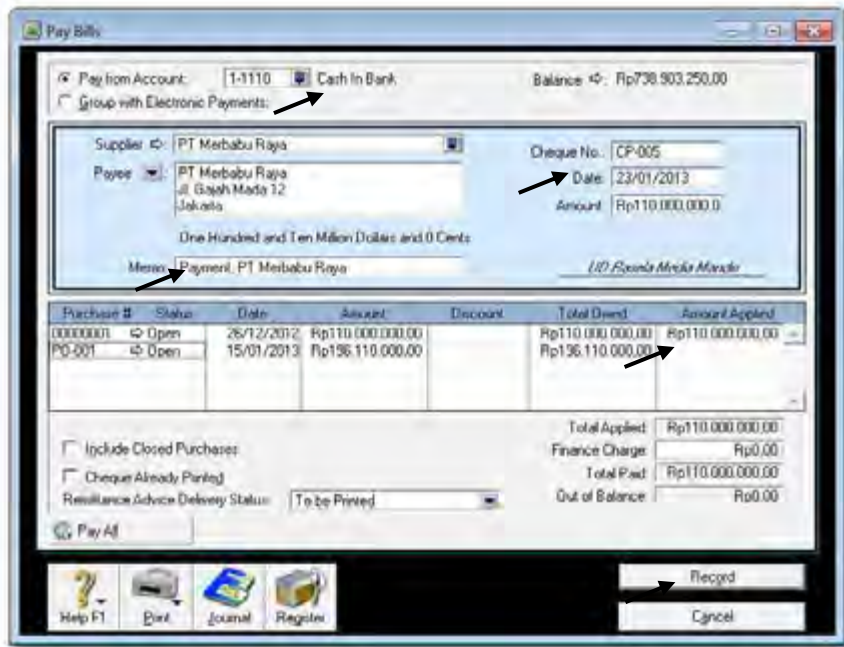 Pay Bills
Pay from Account: 1-1110 Cash In Bank Balance ⇨: Rp738.903.250,00
Group with Electronic Payments:
Supplier ⇨: PT Merbabu Raya
Cheque No.: CP-005
Payee : PT Merbabu Raya
Jl. Gajah Mada 12
Jakarta
Date: 23/01/2013
Amount: Rp110.000.000,0
One Hundred and Ten Million Dollars and 0 Cents
Memo: Payment, PT Merbabu Raya
UD Media Mandiri
Purchase # Status Date Amount Discount Total Owed Amount Applied
00000001 ⇨ Open 26/12/2012 Rp110.000.000,00 Rp110.000.000,00 Rp110.000.000,00
PO-001 ⇨ Open 15/01/2013 Rp196.110.000,00 Rp196.110.000,00
Total Applied: Rp110.000.000,00
Include Closed Purchases Finance Charge: Rp0,00
Cheque Already Printed Total Paid: Rp110.000.000,00
Remittance Advice Delivery Status: To be Printed Out of Balance: Rp0,00
Pay All
Record
Help F1 Print Journal Register Cancel